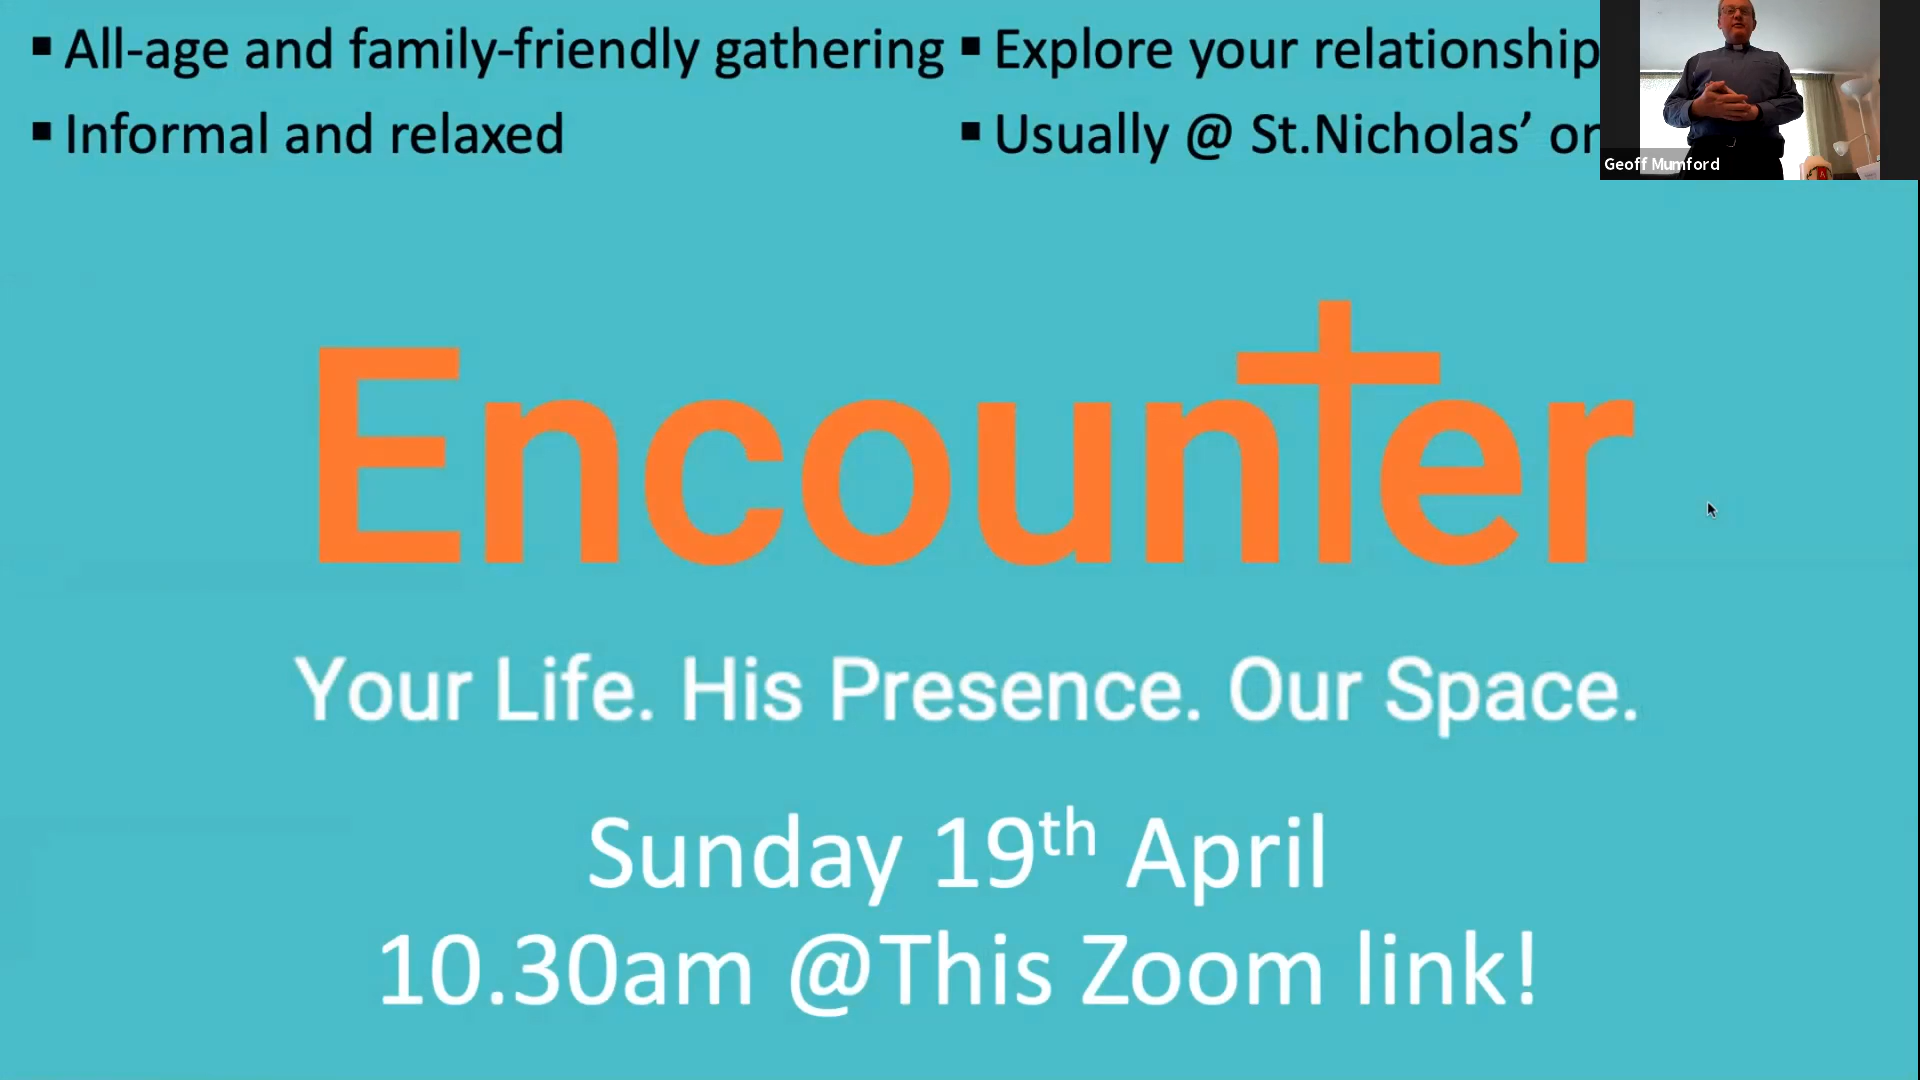 ▪ All-age and family-friendly gathering
▪ Informal and relaxed
▪ Explore your relationship
▪ Usually @ St.Nicholas’ on
Geoff Mumford
Encounter
Your Life. His Presence. Our Space.
Sunday 19th April
10.30am @This Zoom link!